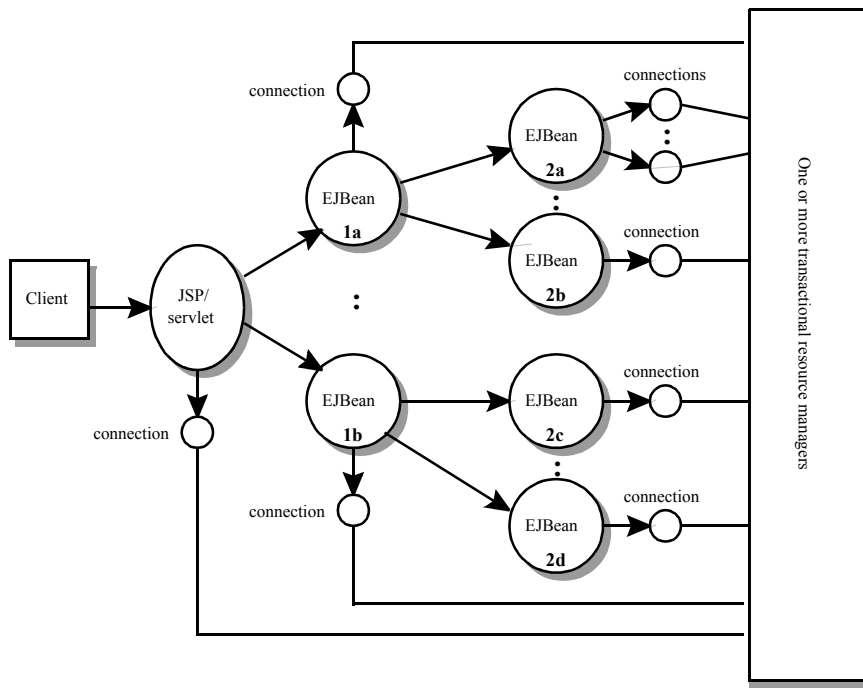 connections
connection
EJBean
2a
EJBean
1a
connection
EJBean
2b
Client
JSP/
servlet
connection
EJBean
1b
connection
EJBean
2c
connection
connection
EJBean
2d
One or more transactional resource managers